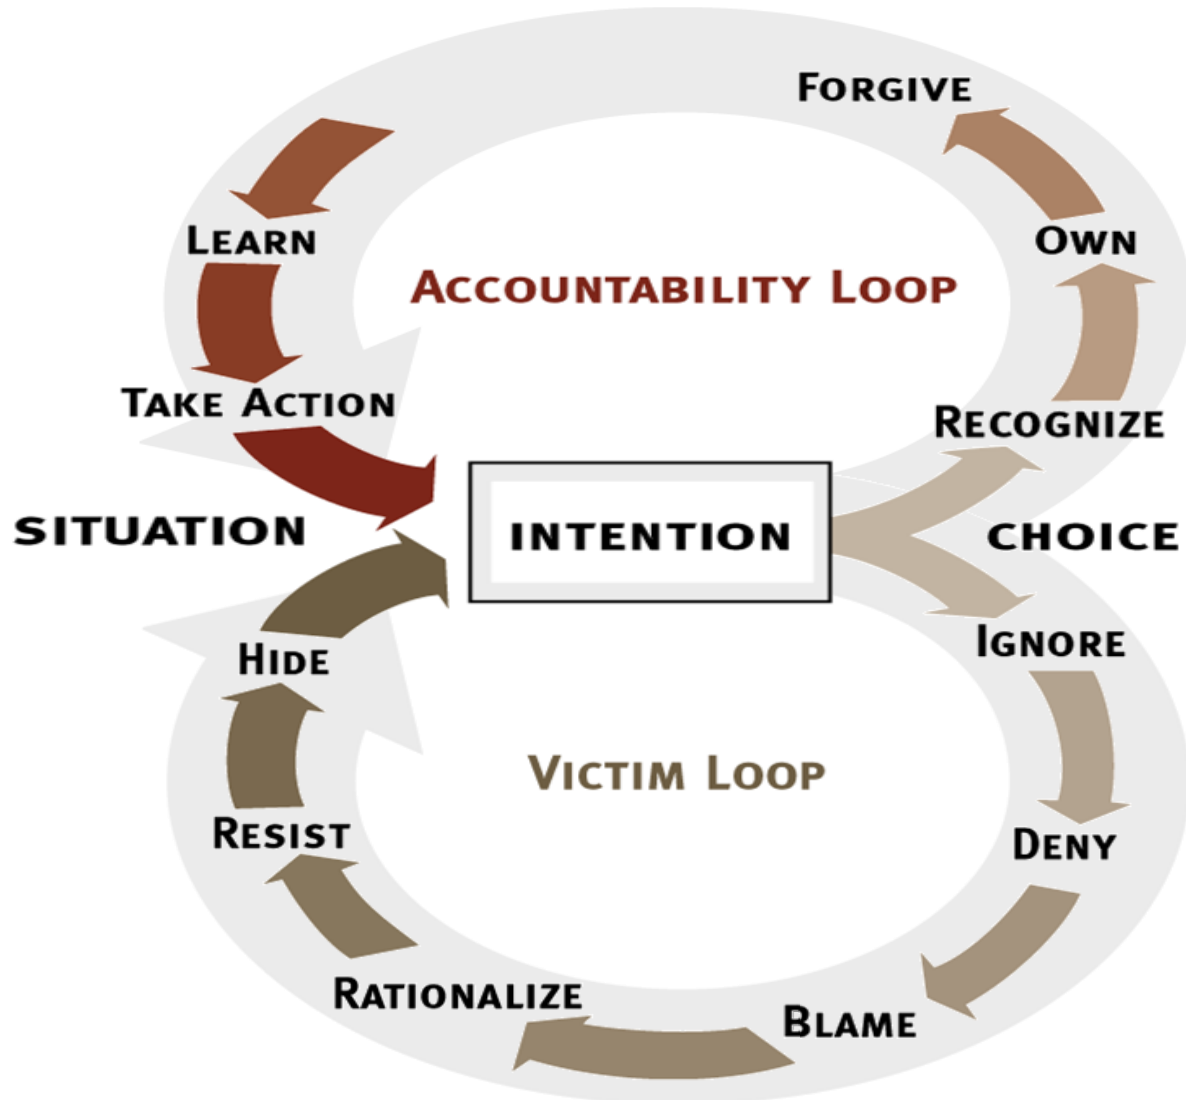 FORGIVE
LEARN
OWN
ACCOUNTABILITY LOOP
TAKE ACTION
RECOGNIZE
SITUATION
INTENTION
CHOICE
IGNORE
HIDE
VICTIM LOOP
RESIST
DENY
RATIONALIZE
BLAME